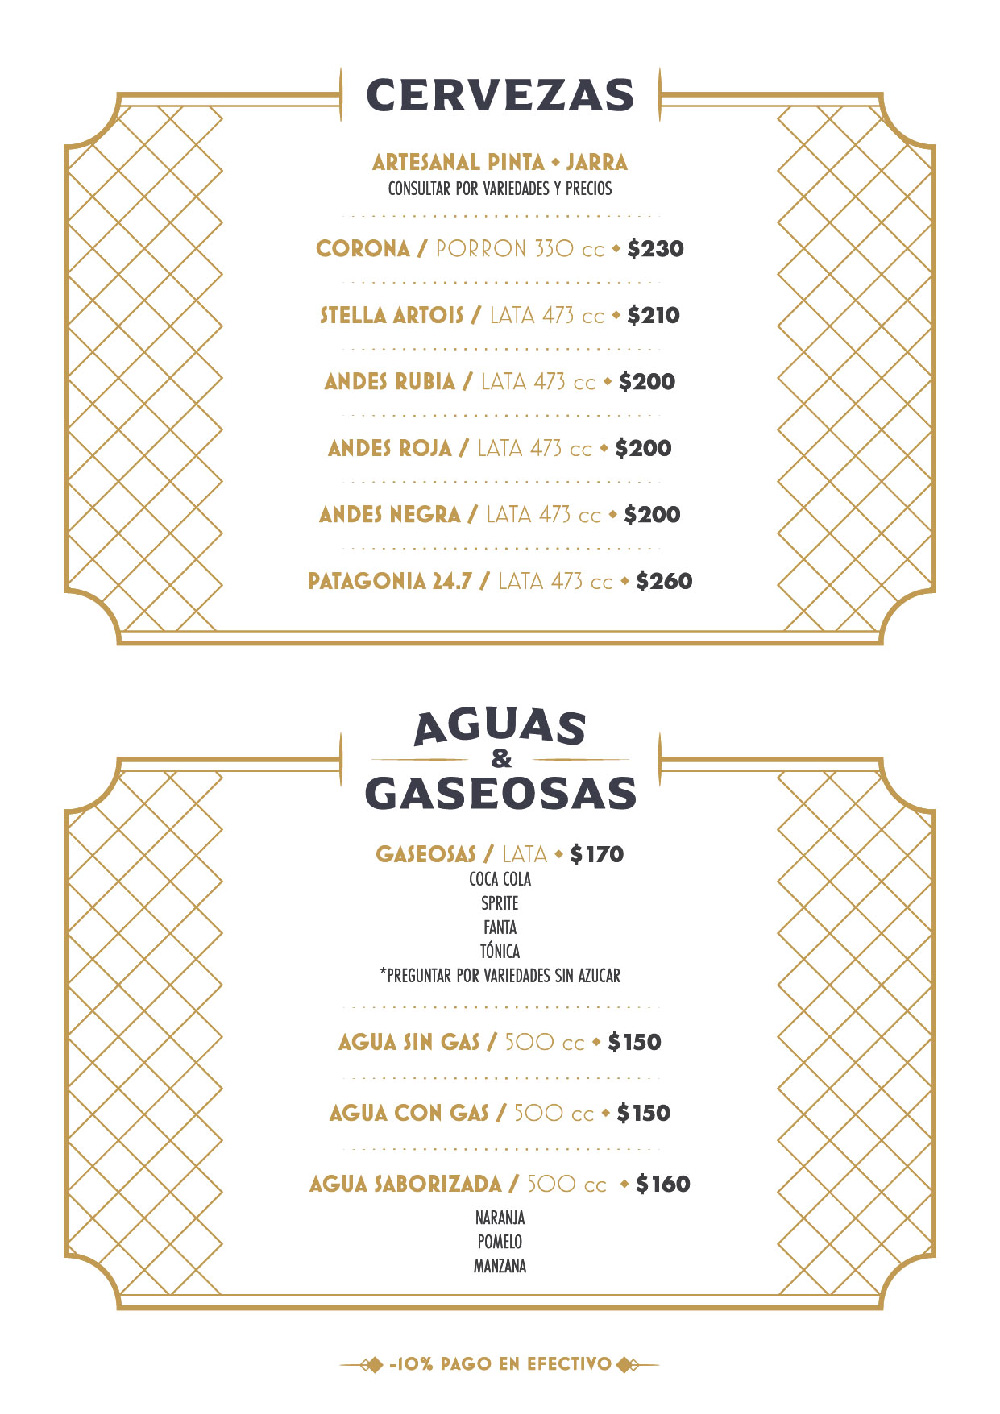 CERVEZAS
ARTESANAL PINTA • JARRA
CONSULTAR POR VARIEDADES Y PRECIOS
CORONA / PORRON 330 cc • $230
STELLA ARTOIS / LATA 473 cc • $210
ANDES RUBIA / LATA 473 cc • $200
ANDES ROJA / LATA 473 cc • $200
ANDES NEGRA / LATA 473 cc • $200
PATAGONIA 24.7 / LATA 473 cc • $260
AGUAS
&
GASEOSAS
GASEOSAS / LATA • $170
COCA COLA
SPRITE
FANTA
TÓNICA
*PREGUNTAR POR VARIEDADES SIN AZUCAR
AGUA SIN GAS / 500 cc • $150
AGUA CON GAS / 500 cc • $150
AGUA SABORIZADA / 500 cc • $160
NARANJA
POMELO
MANZANA
-10% PAGO EN EFECTIVO